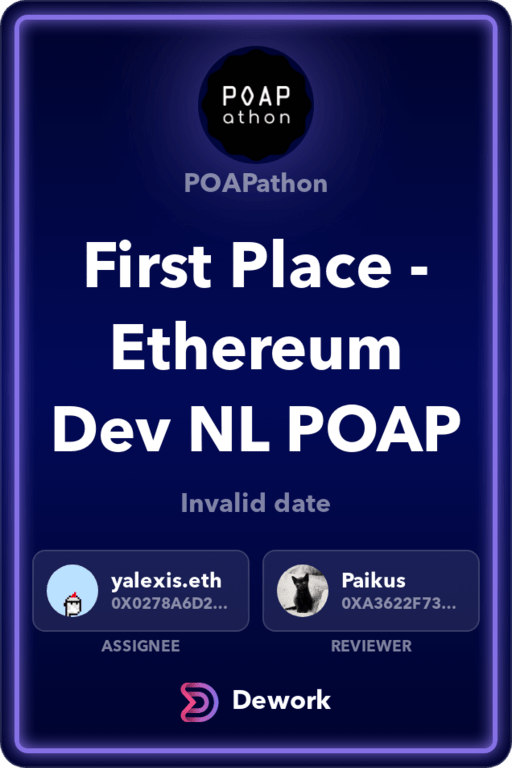 POAP
athon
POAPathon
First Place -
Ethereum
Dev NL POAP
Invalid date
yalexis.eth
0X0278A6D2...
Paikus
0XA3622F73...
ASSIGNEE
REVIEWER
Dework